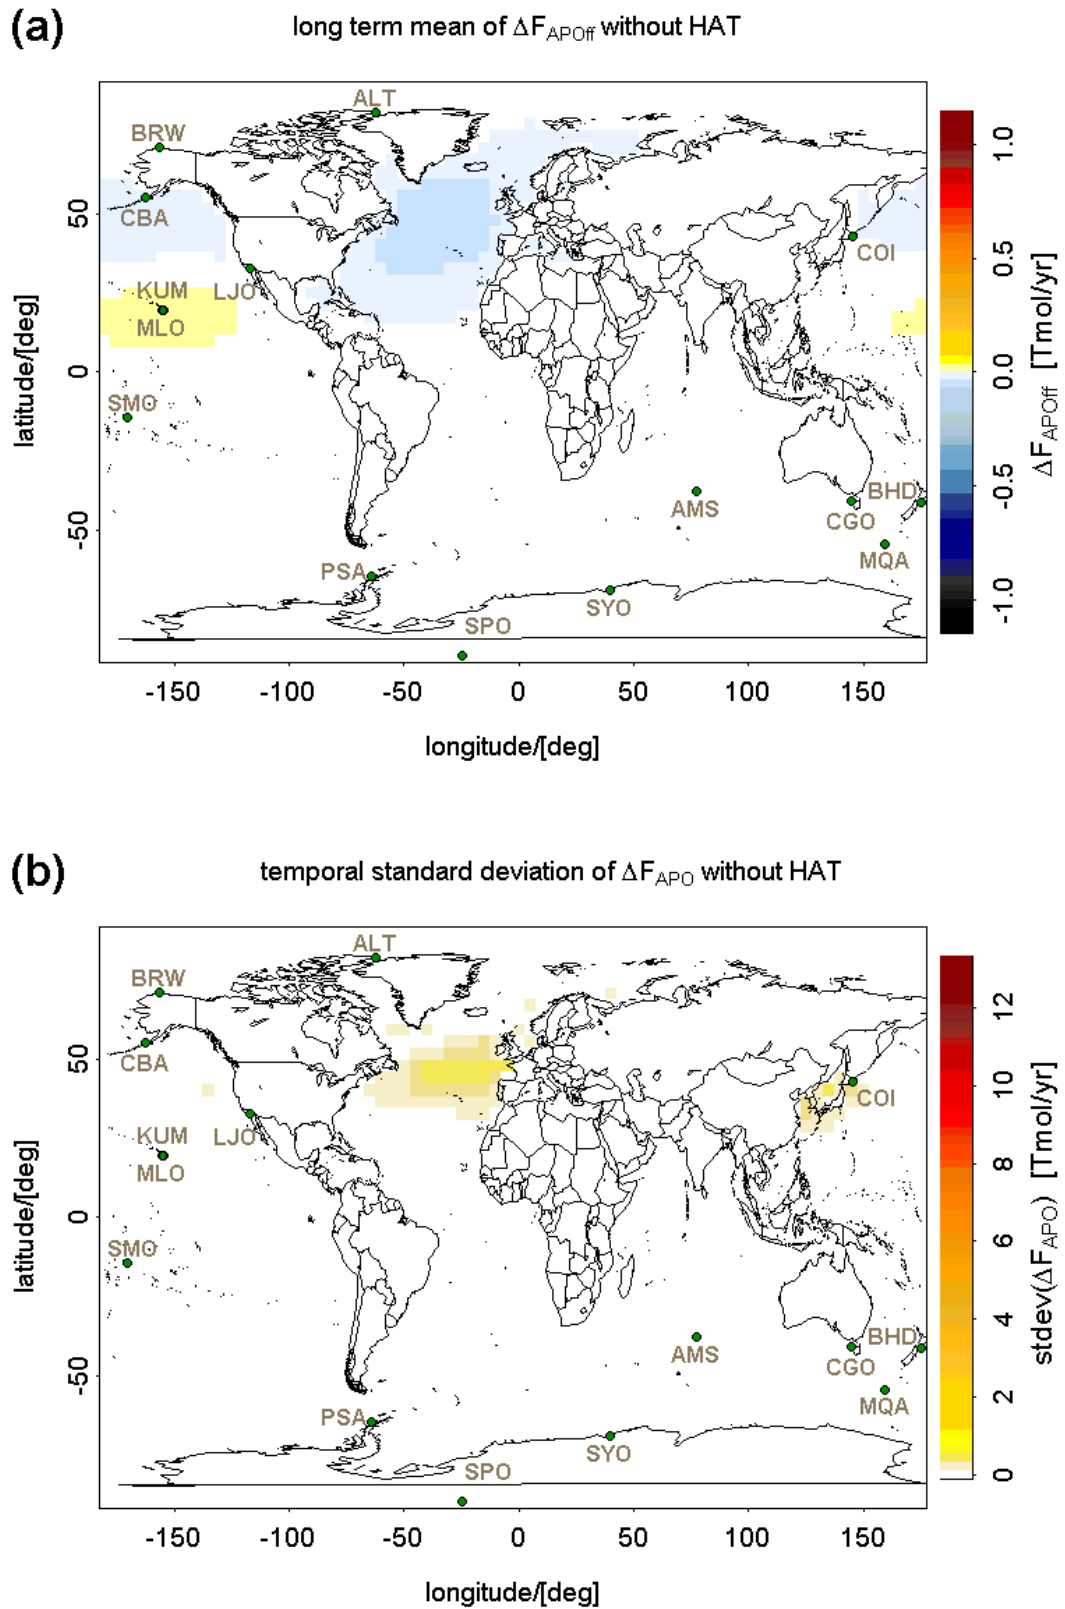 (a)
long term mean of ΔF_APOff without HAT
ALT
BRW
CBA
COI
KUM
LJO
MLO
SMO
AMS
BHD
CGO
MQA
PSA
SYO
SPO
50
0
-50
latitude/[deg]
-150 -100 -50 0 50 100 150
longitude/[deg]
1.0
0.5
0.0
-0.5
-1.0
ΔF_APOff [Tmol/yr]
(b)
temporal standard deviation of ΔF_APO without HAT
ALT
BRW
CBA
COI
KUM
LJO
MLO
SMO
AMS
BHD
CGO
MQA
PSA
SYO
SPO
50
0
-50
latitude/[deg]
-150 -100 -50 0 50 100 150
longitude/[deg]
12
10
8
6
4
2
0
stdev(ΔF_APO) [Tmol/yr]